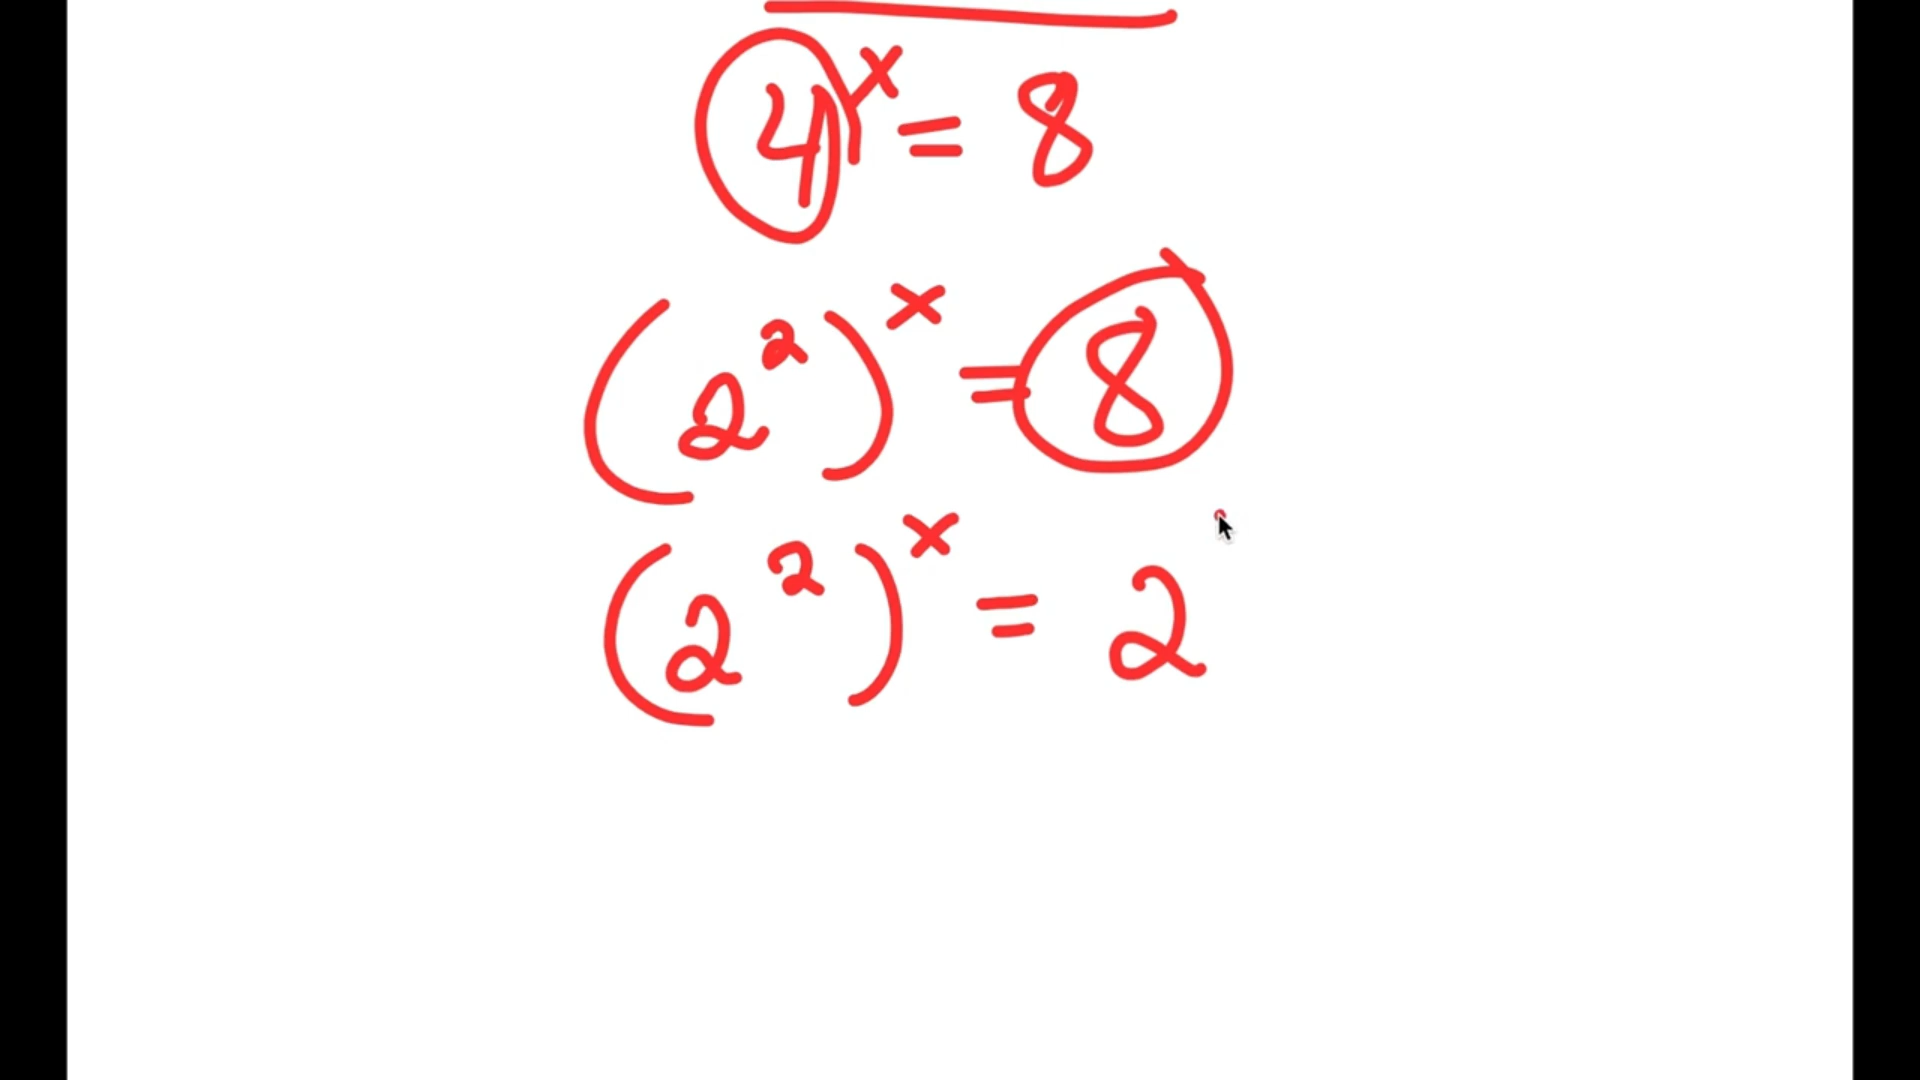 4^x = 8
(2^2)^x = 8
(2^2)^x = 2